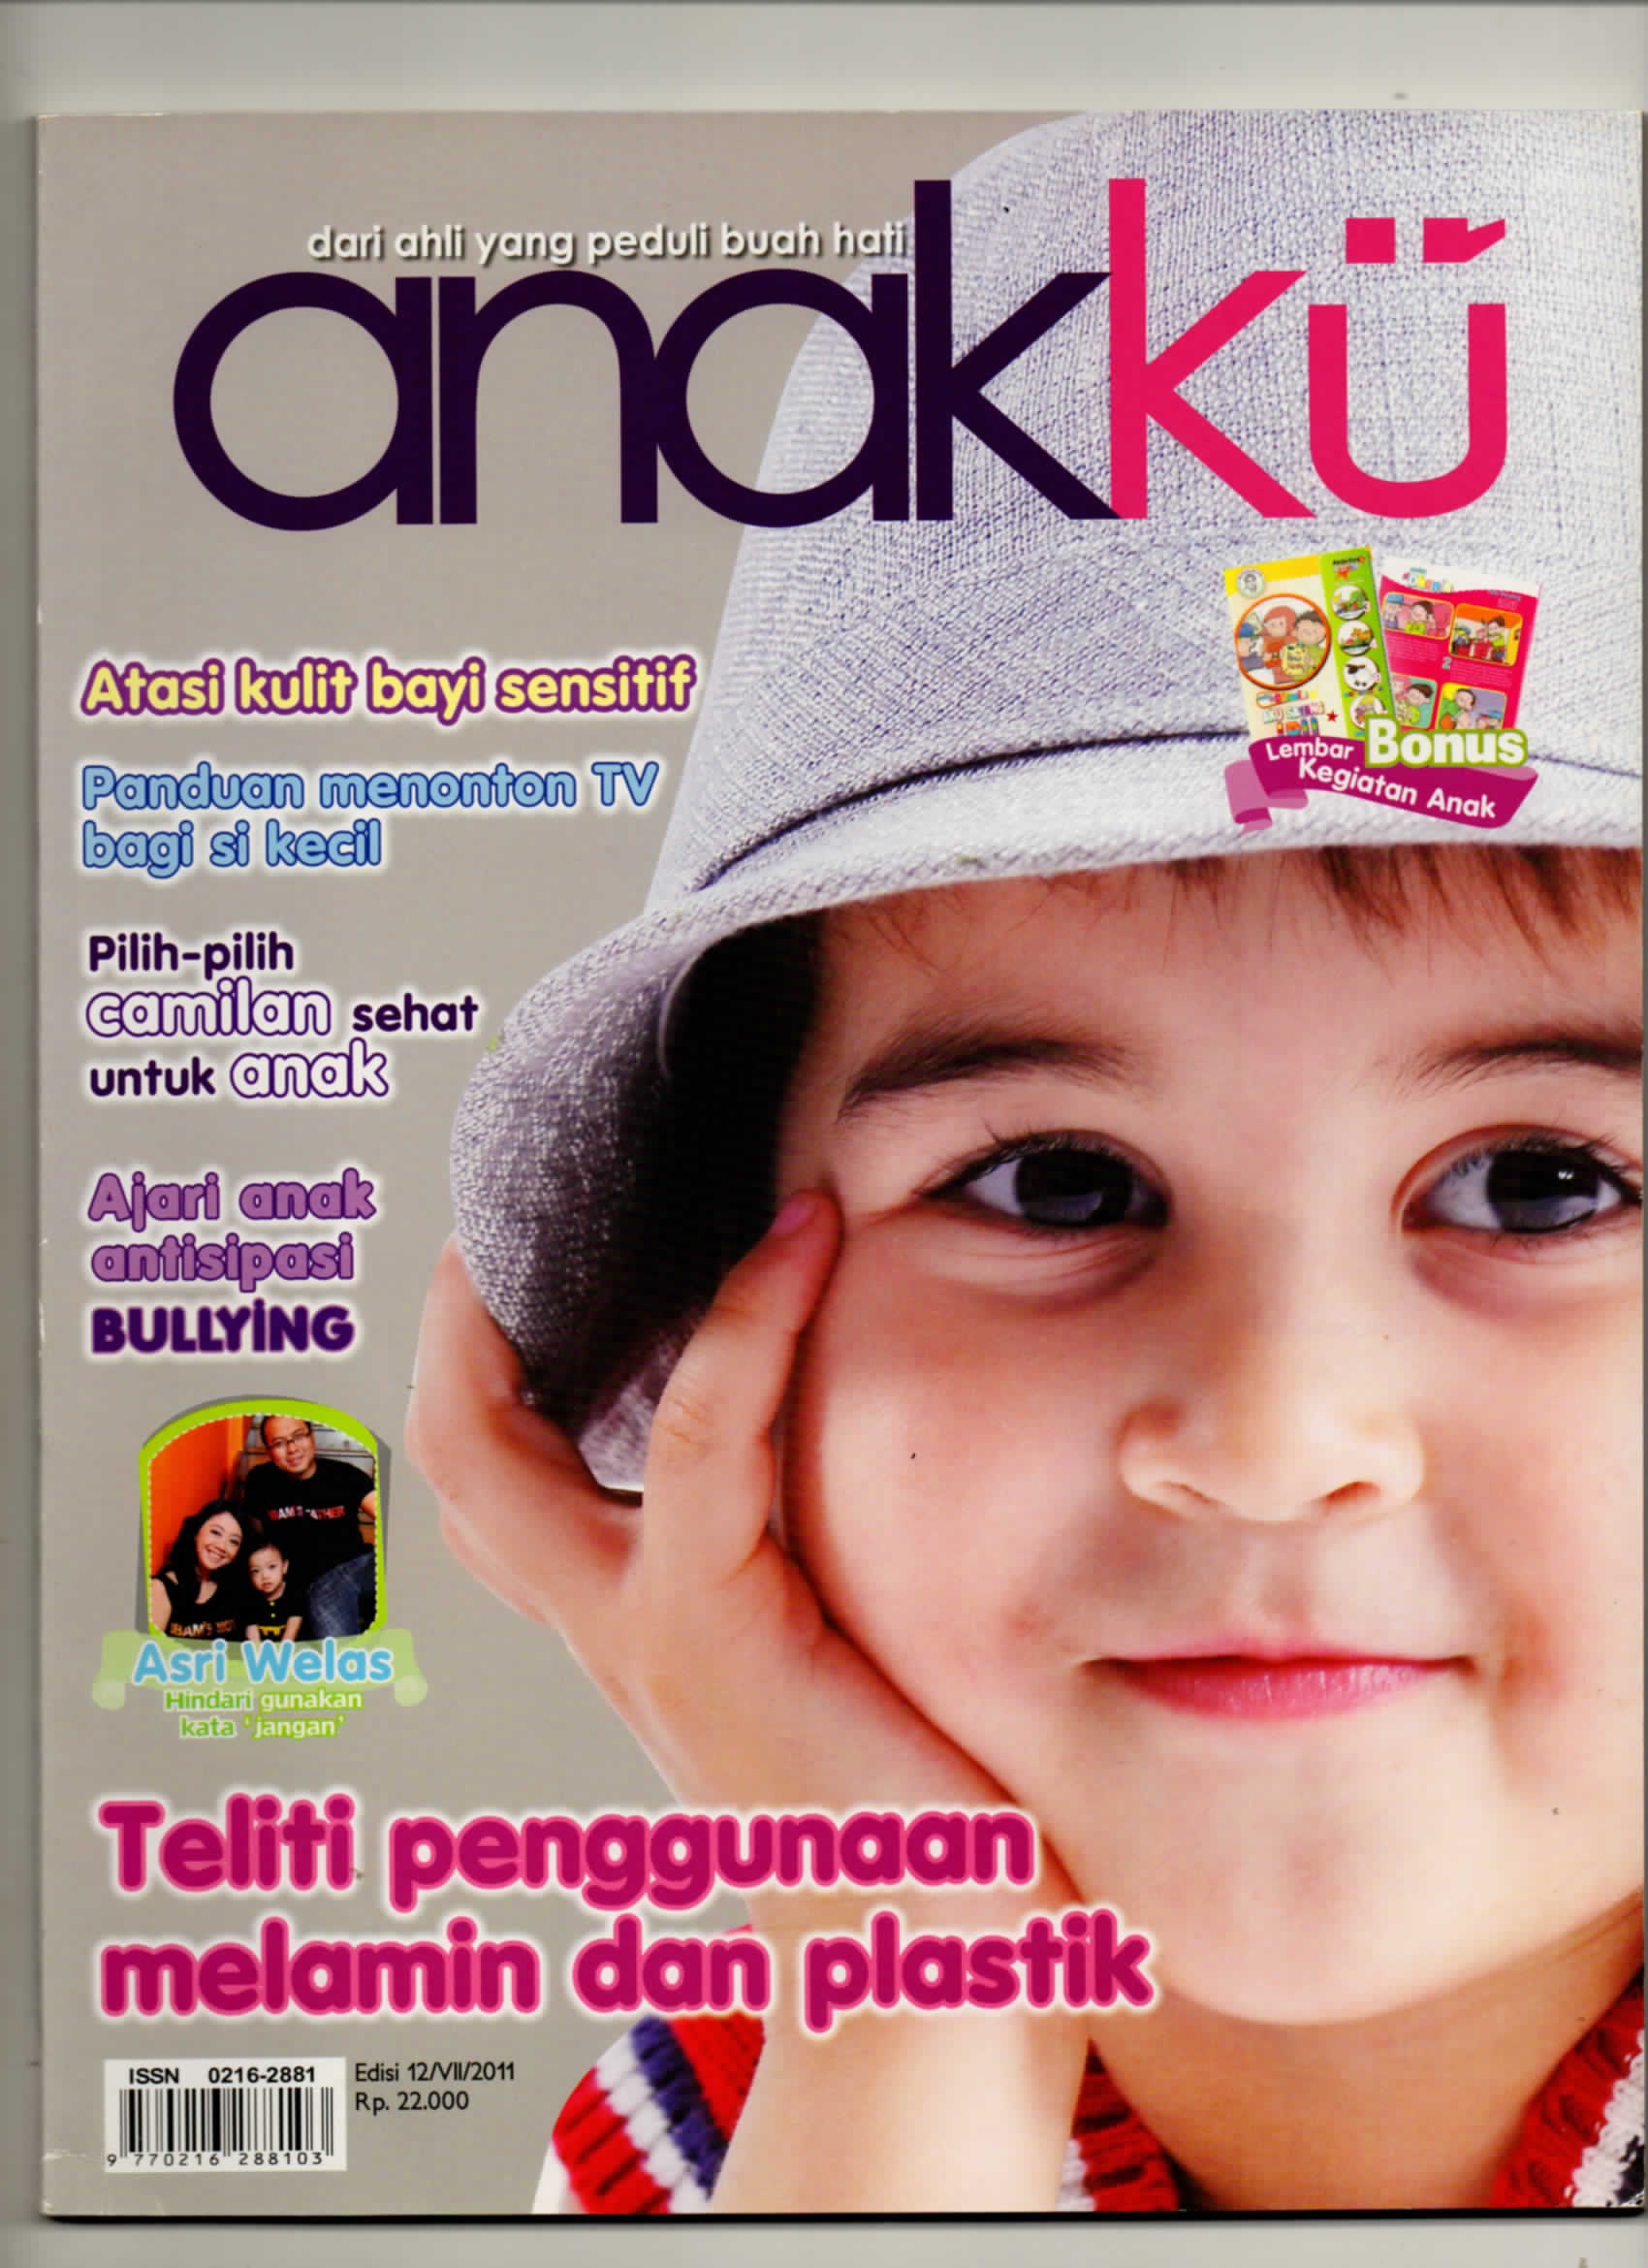 dari ahli yang peduli buah hati
anakkü
Atasi kulit bayi sensitif
Panduan menonton TV
bagi si kecil
Pilih-pilih
camilan sehat
untuk anak
Ajari anak
antisipasi
BULLYING
Bonus
Lembar
Kegiatan Anak
Asri Welas
Hindari gunakan
kata 'jangan'
Teliti penggunaan
melamin dan plastik
ISSN 0216-2881
Edisi 12/VII/2011
Rp. 22.000
9 770216 288103